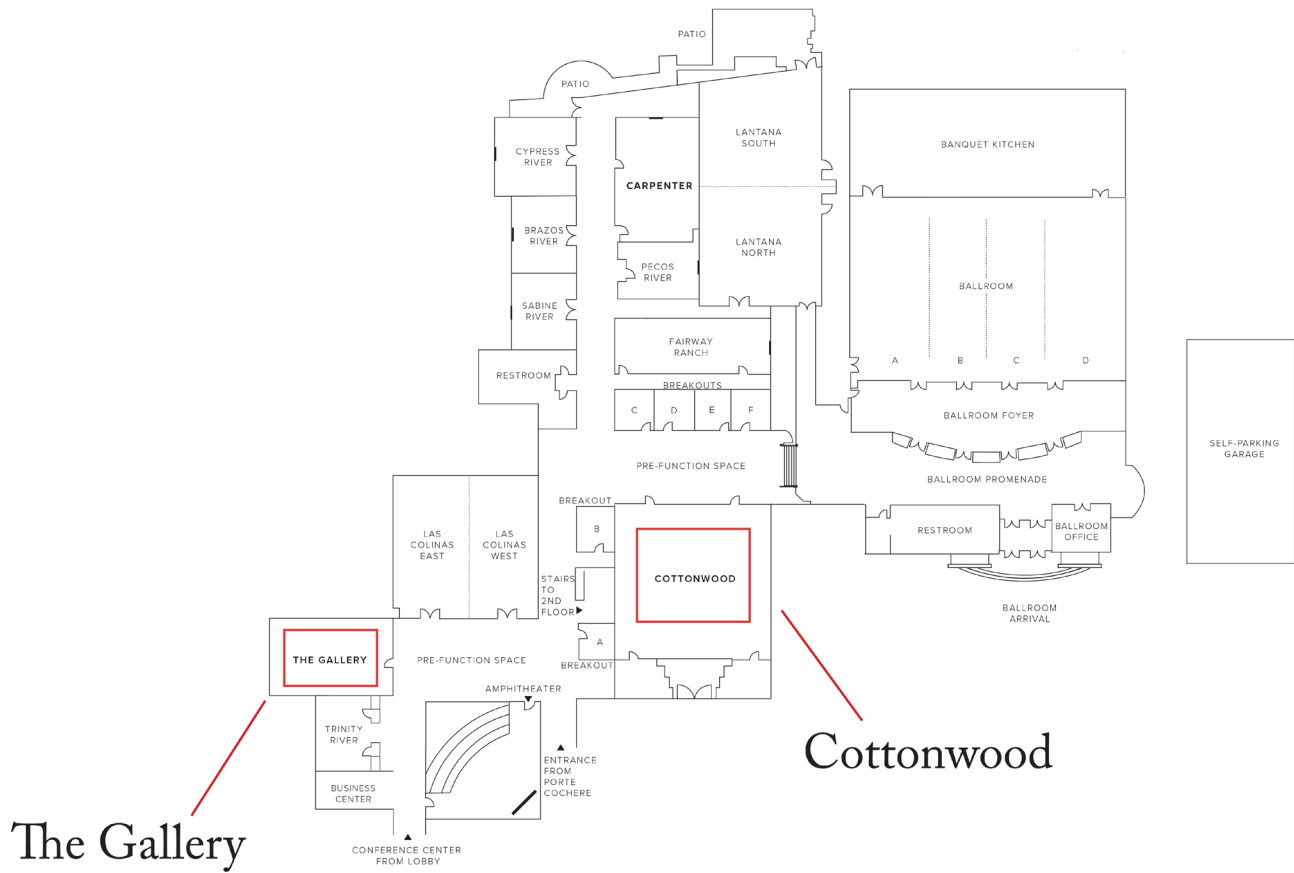 PATIO
PATIO
CYPRESS
RIVER
CARPENTER
LANTANA
SOUTH
BANQUET KITCHEN
BRAZOS
RIVER
LANTANA
NORTH
PECOS
RIVER
BALLROOM
SABINE
RIVER
FAIRWAY
RANCH
A
B
C
D
RESTROOM
BREAKOUTS
C
D
E
F
BALLROOM FOYER
SELF-PARKING
GARAGE
PRE-FUNCTION SPACE
BALLROOM PROMENADE
BREAKOUT
B
LAS
COLINAS
EAST
LAS
COLINAS
WEST
RESTROOM
BALLROOM
OFFICE
STAIRS
TO
2ND
FLOOR
COTTONWOOD
BALLROOM
ARRIVAL
A
BREAKOUT
THE GALLERY
PRE-FUNCTION SPACE
AMPHITHEATER
TRINITY
RIVER
ENTRANCE
FROM
PORTE
COCHERE
BUSINESS
CENTER
CONFERENCE CENTER
FROM LOBBY
Cottonwood
The Gallery